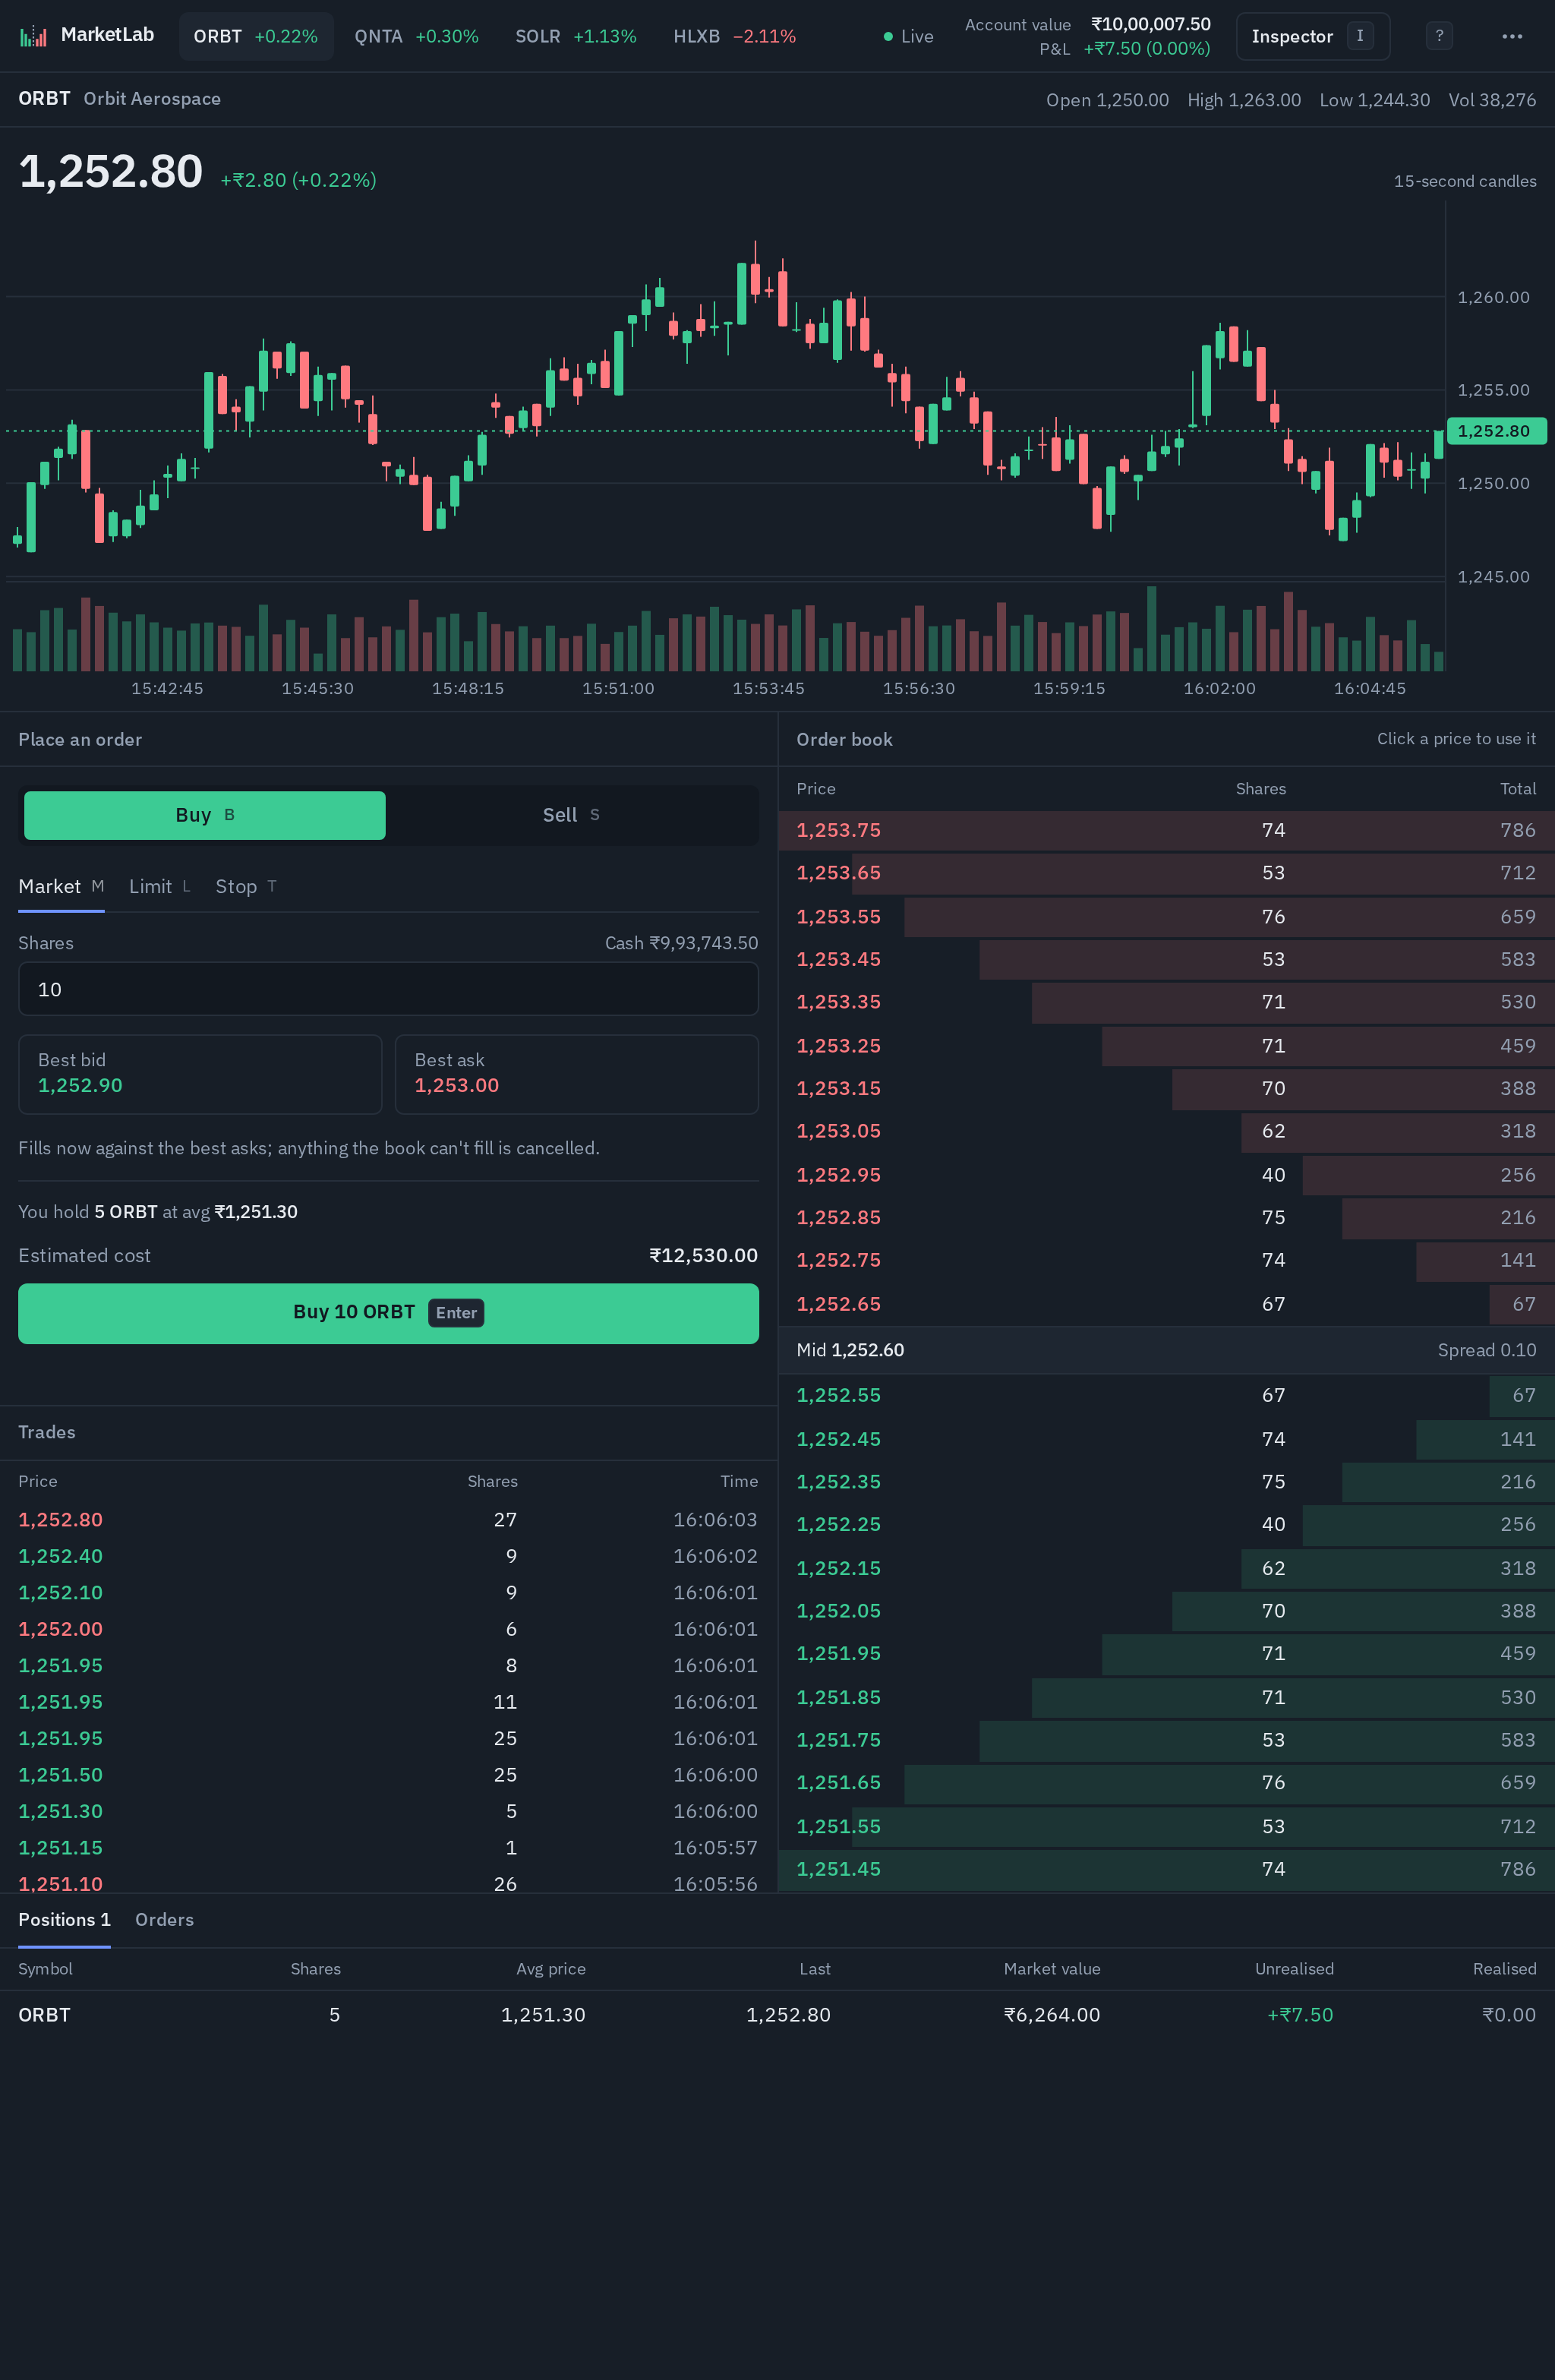 MarketLab ORBT +0.22% QNTA +0.30% SOLR +1.13% HLXB −2.11% Live Account value ₹10,00,007.50 Inspector I ? •••
P&L +₹7.50 (0.00%)
ORBT Orbit Aerospace Open 1,250.00 High 1,263.00 Low 1,244.30 Vol 38,276
1,252.80 +₹2.80 (+0.22%) 15-second candles
1,260.00
1,255.00
1,252.80
1,250.00
1,245.00
15:42:45 15:45:30 15:48:15 15:51:00 15:53:45 15:56:30 15:59:15 16:02:00 16:04:45
Place an order
Buy B Sell S
Market M Limit L Stop T
Shares Cash ₹9,93,743.50
10
Best bid Best ask
1,252.90 1,253.00
Fills now against the best asks; anything the book can't fill is cancelled.
You hold 5 ORBT at avg ₹1,251.30
Estimated cost ₹12,530.00
Buy 10 ORBT Enter
Trades
Price Shares Time
1,252.80 27 16:06:03
1,252.40 9 16:06:02
1,252.10 9 16:06:01
1,252.00 6 16:06:01
1,251.95 8 16:06:01
1,251.95 11 16:06:01
1,251.95 25 16:06:01
1,251.50 25 16:06:00
1,251.30 5 16:06:00
1,251.15 1 16:05:57
1,251.10 26 16:05:56
Order book Click a price to use it
Price Shares Total
1,253.75 74 786
1,253.65 53 712
1,253.55 76 659
1,253.45 53 583
1,253.35 71 530
1,253.25 71 459
1,253.15 70 388
1,253.05 62 318
1,252.95 40 256
1,252.85 75 216
1,252.75 74 141
1,252.65 67 67
Mid 1,252.60 Spread 0.10
1,252.55 67 67
1,252.45 74 141
1,252.35 75 216
1,252.25 40 256
1,252.15 62 318
1,252.05 70 388
1,251.95 71 459
1,251.85 71 530
1,251.75 53 583
1,251.65 76 659
1,251.55 53 712
1,251.45 74 786
Positions 1 Orders
Symbol Shares Avg price Last Market value Unrealised Realised
ORBT 5 1,251.30 1,252.80 ₹6,264.00 +₹7.50 ₹0.00